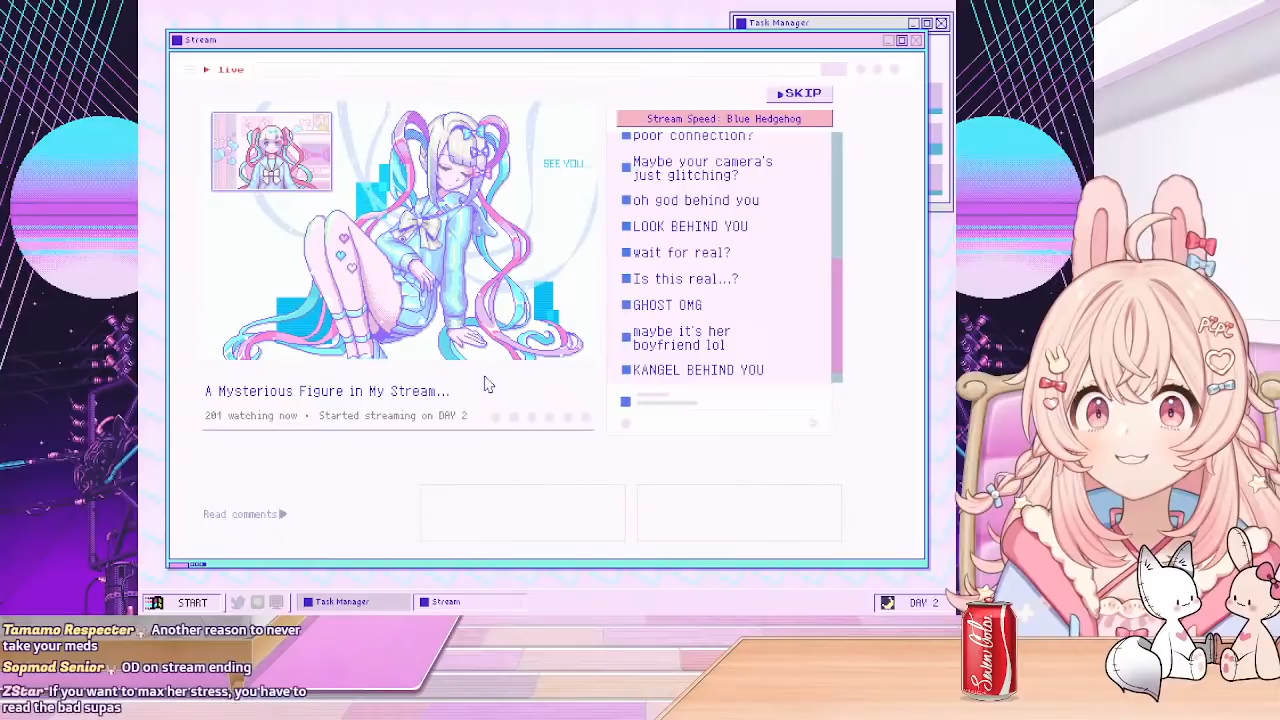 Task Manager
Stream
live
SKIP
Stream Speed: Blue Hedgehog
poor connection?
Maybe your camera's
just glitching?
oh god behind you
LOOK BEHIND YOU
wait for real?
Is this real...?
GHOST OMG
maybe it's her
boyfriend lol
KANGEL BEHIND YOU
SEE YOU...
A Mysterious Figure in My Stream...
201 watching now • Started streaming on DAY 2
Read comments
START
Task Manager
Stream
DAY 2
Tamamo Respecter Another reason to never
take your meds
Sopmod Senior OD on stream ending
ZStar If you want to max her stress, you have to
read the bad supas
PiPi